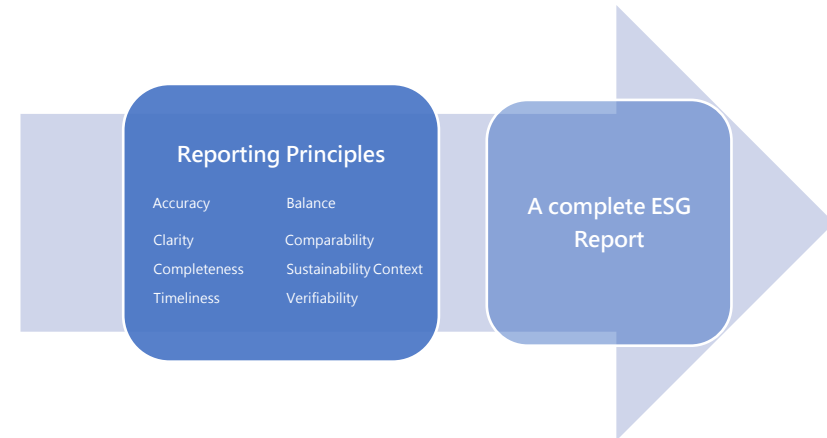 Reporting Principles
Accuracy Balance
Clarity Comparability
Completeness Sustainability Context
Timeliness Verifiability
A complete ESG
Report